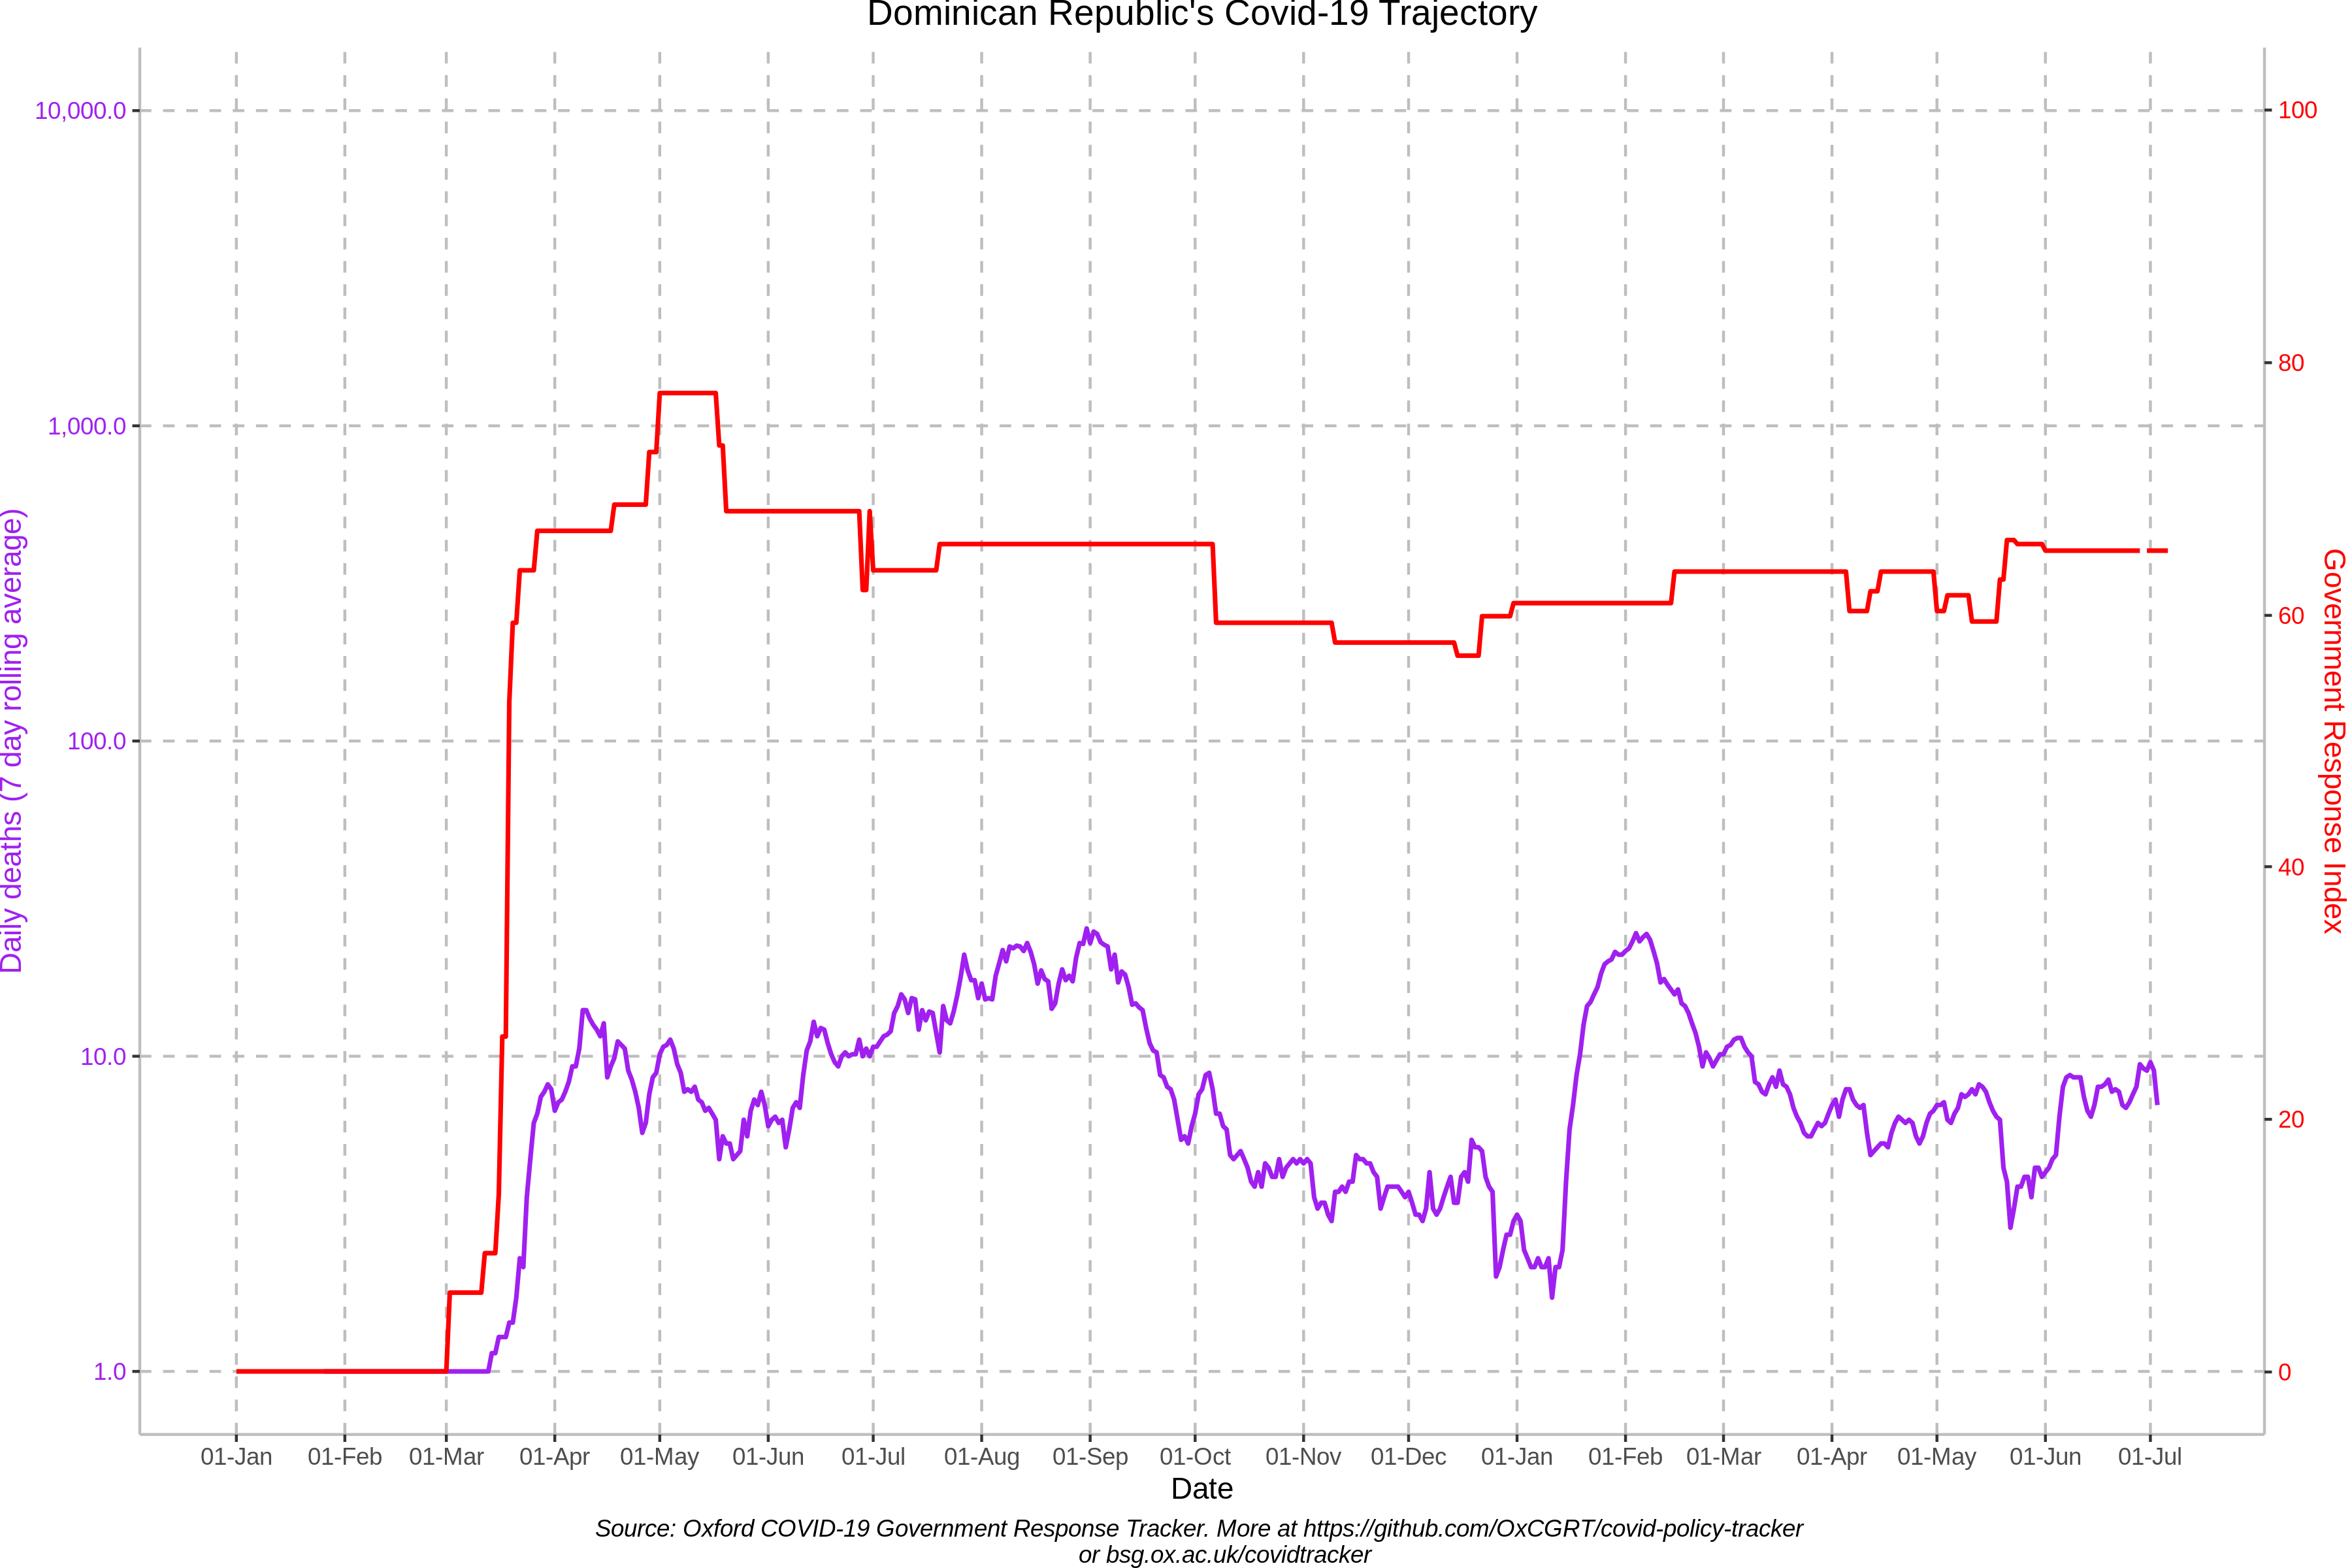 Dominican Republic's Covid-19 Trajectory
Daily deaths (7 day rolling average)
10,000.0
1,000.0
100.0
10.0
1.0
100
80
60
40
20
0
Government Response Index
01-Jan 01-Feb 01-Mar 01-Apr 01-May 01-Jun 01-Jul 01-Aug 01-Sep 01-Oct 01-Nov 01-Dec 01-Jan 01-Feb 01-Mar 01-Apr 01-May 01-Jun 01-Jul
Date
Source: Oxford COVID-19 Government Response Tracker. More at https://github.com/OxCGRT/covid-policy-tracker
or bsg.ox.ac.uk/covidtracker